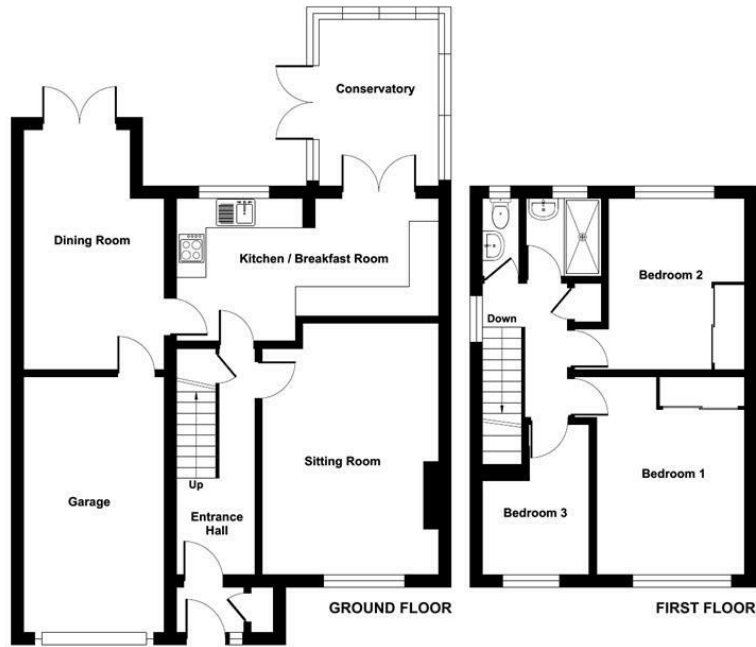 Conservatory
Dining Room
Kitchen / Breakfast Room
Sitting Room
Up
Garage
Entrance
Hall
GROUND FLOOR
Bedroom 2
Down
Bedroom 1
Bedroom 3
FIRST FLOOR